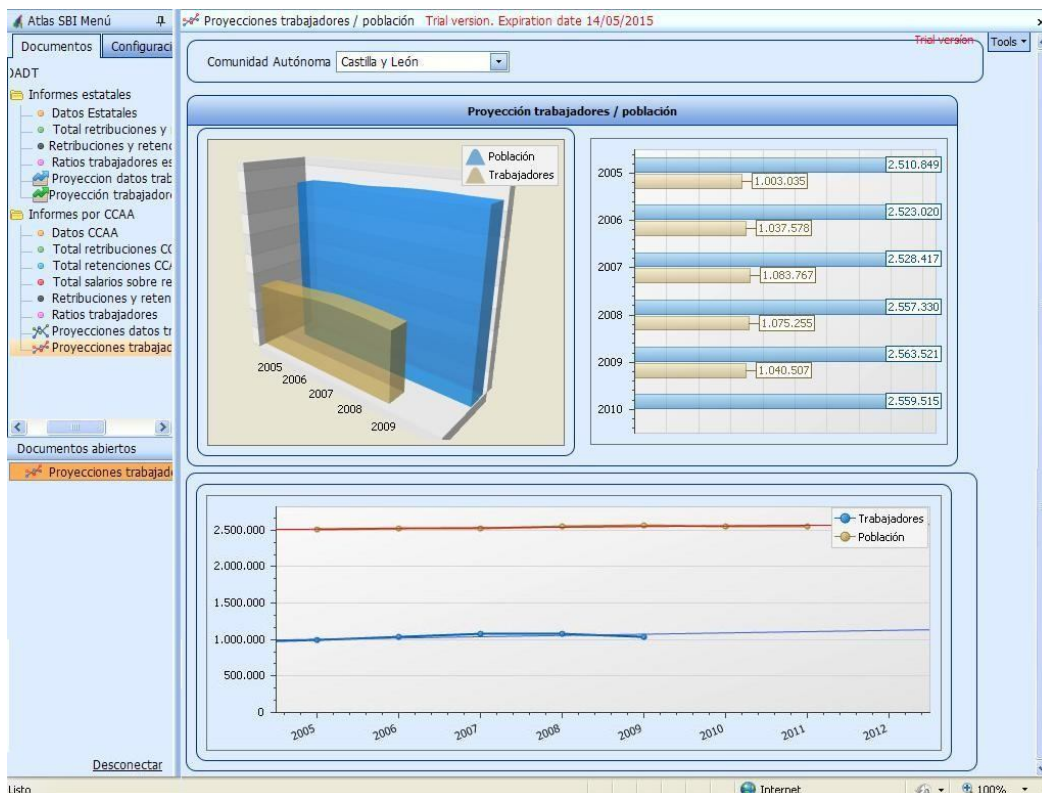 Atlas SBI Menú
Proyecciones trabajadores / población Trial version. Expiration date 14/05/2015
Documentos Configuraci
Trial version
Tools
Comunidad Autónoma Castilla y León
DADT
Informes estatales
Datos Estatales
Total retribuciones y
Retribuciones y retenc
Ratios trabajadores es
Proyeccion datos trab
Proyección trabajador
Informes por CCAA
Datos CCAA
Total retribuciones CC
Total retenciones CCA
Total salarios sobre re
Retribuciones y reten
Ratios trabajadores
Proyecciones datos tr
Proyecciones trabajac
Documentos abiertos
Proyecciones trabajad
Desconectar
Proyección trabajadores / población
Población
Trabajadores
2005
2006
2007
2008
2009
2005
2.510.849
1.003.035
2006
2.523.020
1.037.578
2007
2.528.417
1.083.767
2008
2.557.330
1.075.255
2009
2.563.521
1.040.507
2010
2.559.515
Trabajadores
Población
2.500.000
2.000.000
1.500.000
1.000.000
500.000
0
2005 2006 2007 2008 2009 2010 2011 2012
Listo
Internet
100%